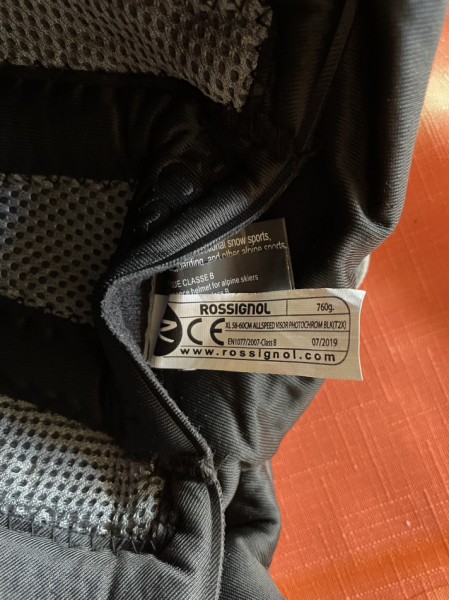 snow sports,
and other alpine sports,
CLASSE B
helmet for alpine skiers
B
ROSSIGNOL 760g.
CE XL 58-60CM ALLSPEED VISOR PHOTOCHROM BLK(T2X)
EN1077/2007-Class B 07/2019
www.rossignol.com